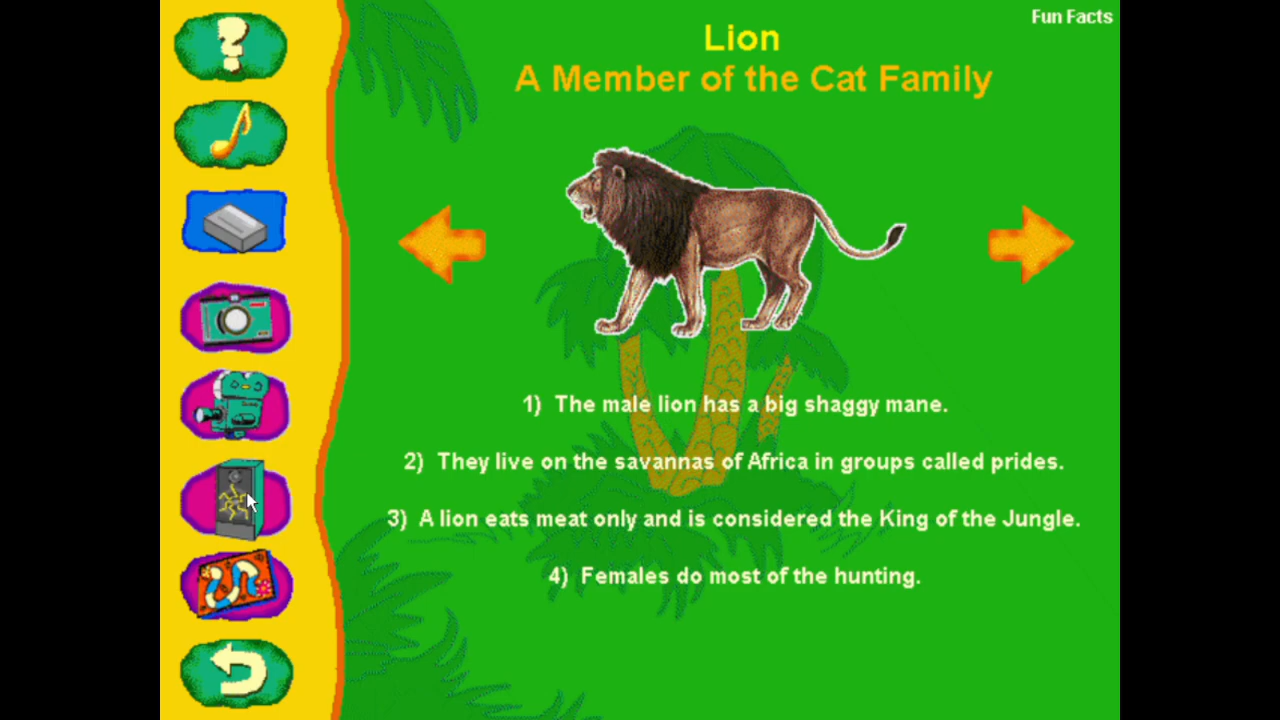 Fun Facts
Lion
A Member of the Cat Family
1) The male lion has a big shaggy mane.
2) They live on the savannas of Africa in groups called prides.
3) A lion eats meat only and is considered the King of the Jungle.
4) Females do most of the hunting.